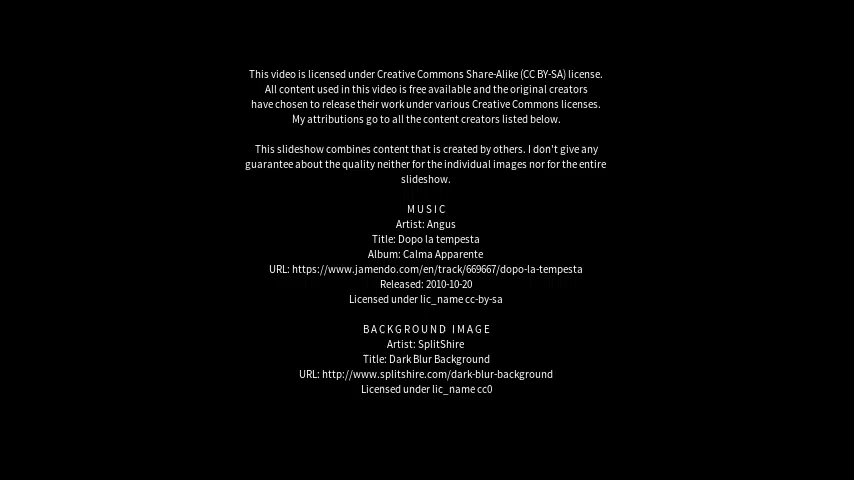 This video is licensed under Creative Commons Share-Alike (CC BY-SA) license.
All content used in this video is free available and the original creators
have chosen to release their work under various Creative Commons licenses.
My attributions go to all the content creators listed below.
This slideshow combines content that is created by others. I don't give any
guarantee about the quality neither for the individual images nor for the entire
slideshow.
MUSIC
Artist: Angus
Title: Dopo la tempesta
Album: Calma Apparente
URL: https://www.jamendo.com/en/track/669667/dopo-la-tempesta
Released: 2010-10-20
Licensed under lic_name cc-by-sa
BACKGROUND IMAGE
Artist: SplitShire
Title: Dark Blur Background
URL: http://www.splitshire.com/dark-blur-background
Licensed under lic_name cc0